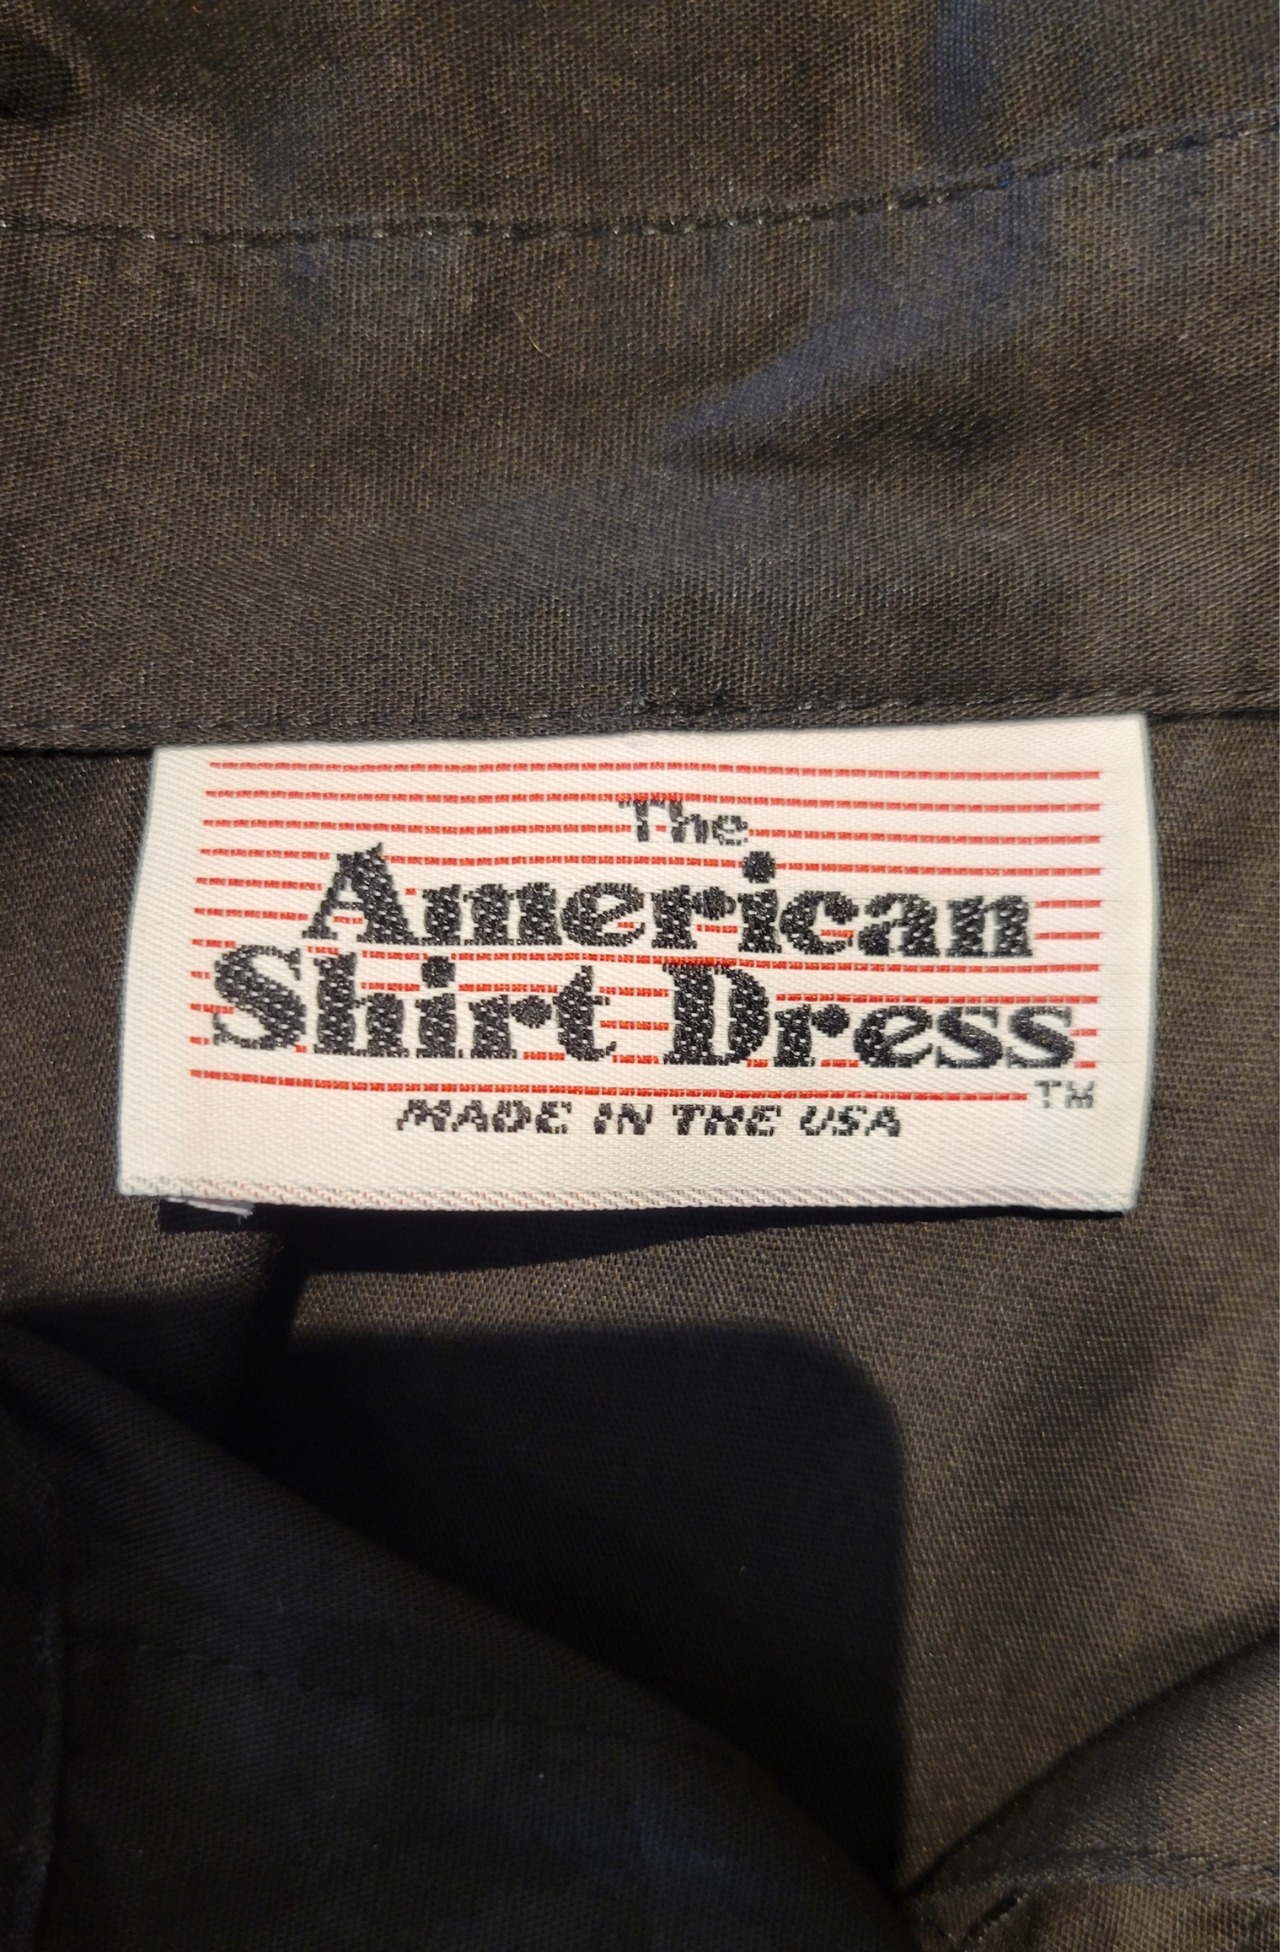 The
American
Shirt Dress
TM
MADE IN THE USA